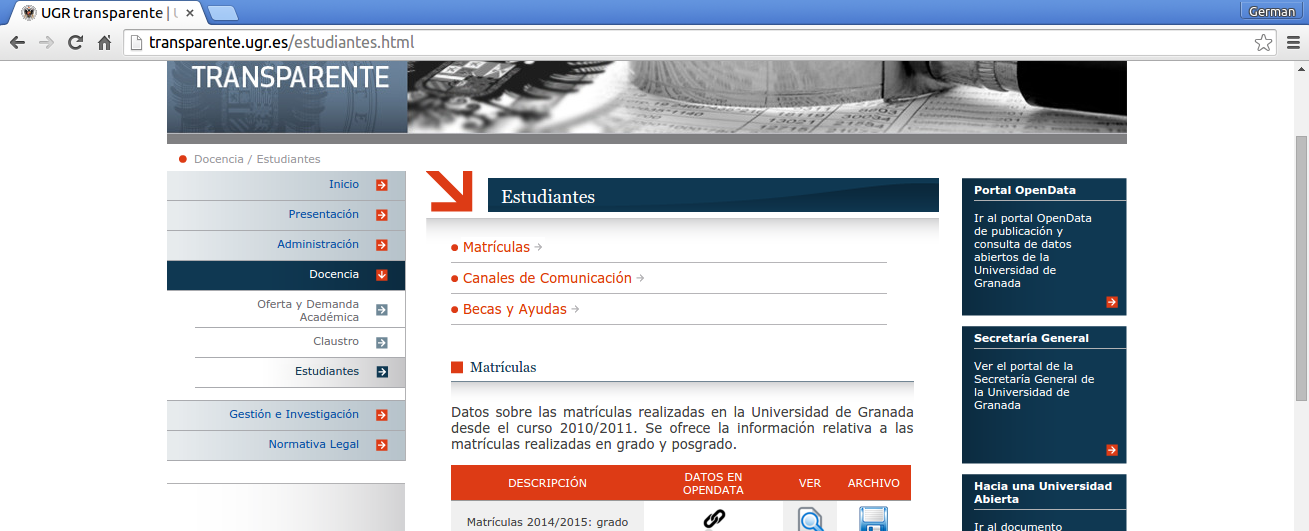 UGR transparente | U
German
transparente.ugr.es/estudiantes.html
TRANSPARENTE
Docencia / Estudiantes
Inicio
Presentación
Administración
Docencia
Oferta y Demanda
Académica
Claustro
Estudiantes
Gestión e Investigación
Normativa Legal
Estudiantes
Matrículas
Canales de Comunicación
Becas y Ayudas
Matrículas
Datos sobre las matrículas realizadas en la Universidad de Granada
desde el curso 2010/2011. Se ofrece la información relativa a las
matrículas realizadas en grado y posgrado.
DESCRIPCIÓN
DATOS EN
OPENDATA
VER
ARCHIVO
Matrículas 2014/2015: grado
Portal OpenData
Ir al portal OpenData
de publicación y
consulta de datos
abiertos de la
Universidad de
Granada
Secretaría General
Ver el portal de la
Secretaría General de
la Universidad de
Granada
Hacia una Universidad
Abierta
Ir al documento